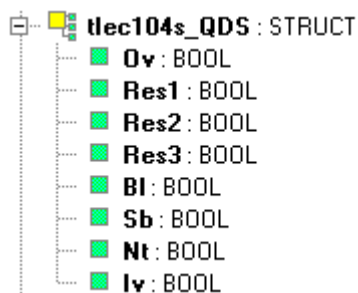 tIec104s_QDS : STRUCT
Ov : BOOL
Res1 : BOOL
Res2 : BOOL
Res3 : BOOL
Bl : BOOL
Sb : BOOL
Nt : BOOL
Iv : BOOL